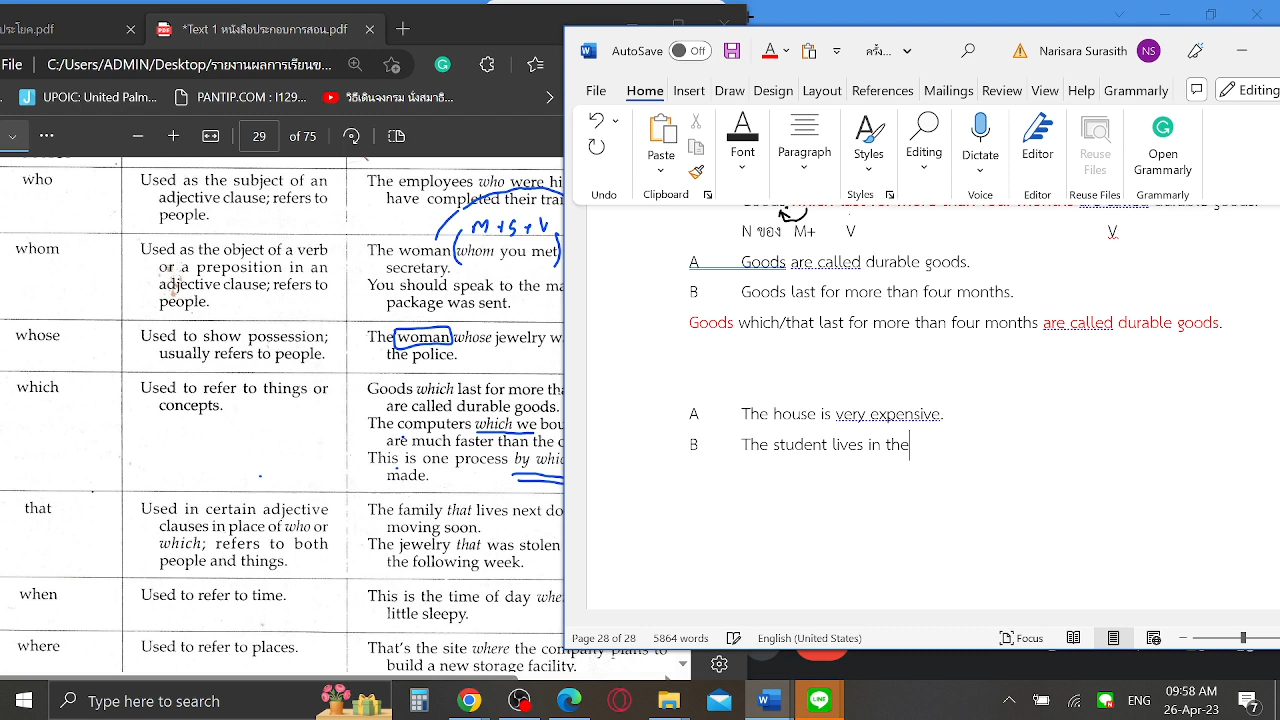 ประโยค.pdf
*Text 1 หนังสือประกอบการสอน.pdf
File
C:/Users/ADMIN/Desktop/รายงานผลการเรียน...
UPOIC: United Palm...
PANTIP.COM : l129...
29 of 75
who
Used as the subject of an
adjective clause; refers to
people.
The employees who were hi
have completed their trai
M + S + V
whom
Used as the object of a verb
or a preposition in an
adjective clause; refers to
people.
The woman (whom you met
secretary.
You should speak to the ma
package was sent.
whose
Used to show possession;
usually refers to people.
The woman whose jewelry w
the police.
which
Used to refer to things or
concepts.
Goods which last for more tha
are called durable goods.
The computers which we bou
are much faster than the o
This is one process by whic
made.
that
Used in certain adjective
clauses in place of who or
which; refers to both
people and things.
The family that lives next do
moving soon.
The jewelry that was stolen
the following week.
when
Used to refer to time.
This is the time of day whe
little sleepy.
where
Used to refer to places.
That's the site where the company plans to
build a new storage facility.
AutoSave Off
ครั้ง...
Narisara Surasith NS
File Home Insert Draw Design Layout References Mailings Review View Help Grammarly Editing
Paste Font Paragraph Styles Editing Dictate Editor Reuse Files Open Grammarly
Undo Clipboard Styles Voice Editor Reuse Files Grammarly
N ของ M+ V V
A Goods are called durable goods.
B Goods last for more than four months.
Goods which/that last for more than four months are called durable goods.
A The house is very expensive.
B The student lives in the
Page 28 of 28 5864 words English (United States) Focus
Type here to search
ENG
09:58 AM
26-Apr-23
7